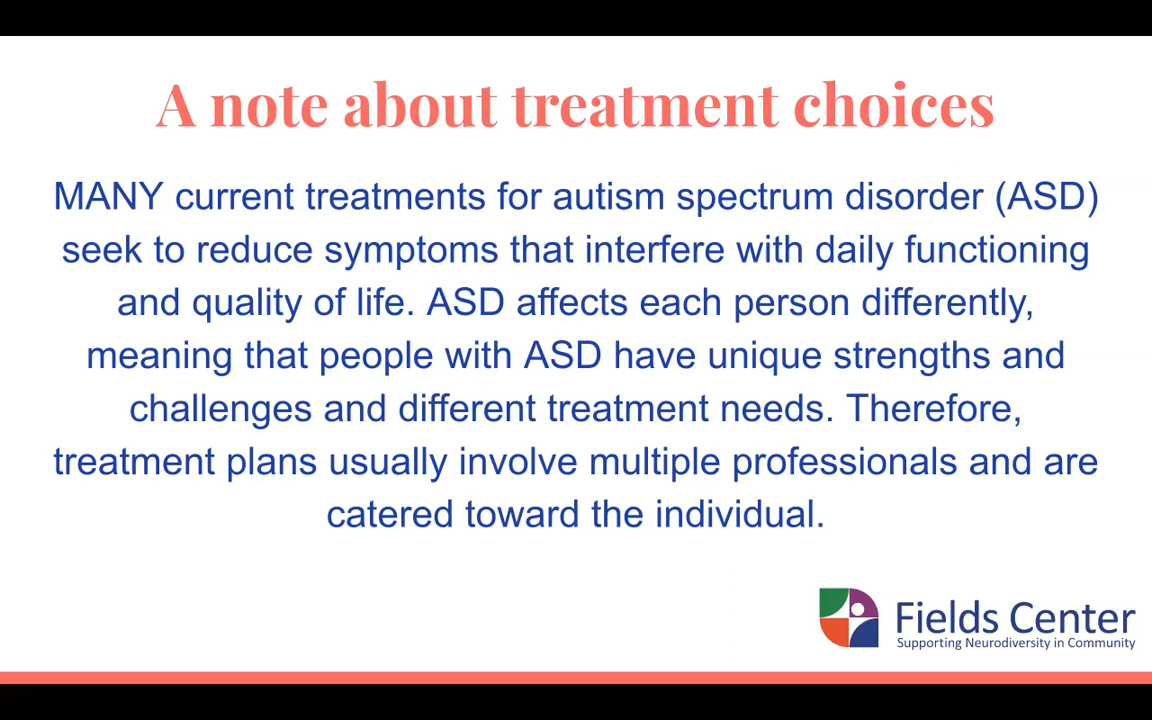 A note about treatment choices
MANY current treatments for autism spectrum disorder (ASD)
seek to reduce symptoms that interfere with daily functioning
and quality of life. ASD affects each person differently,
meaning that people with ASD have unique strengths and
challenges and different treatment needs. Therefore,
treatment plans usually involve multiple professionals and are
catered toward the individual.
Fields Center
Supporting Neurodiversity in Community